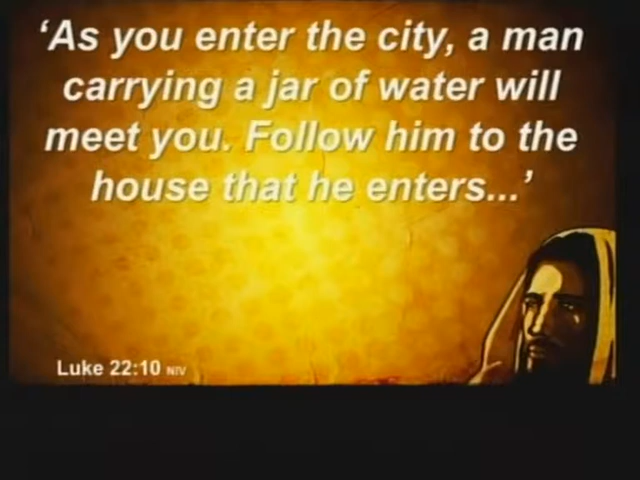 ‘As you enter the city, a man
carrying a jar of water will
meet you. Follow him to the
house that he enters...’
Luke 22:10 NIV